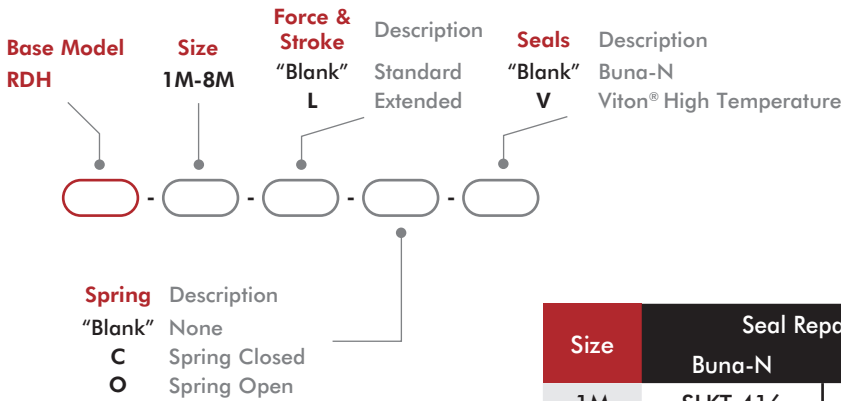 Base Model
RDH
Size
1M-8M
Force &
Stroke Description
“Blank” Standard
L Extended
Seals Description
“Blank” Buna-N
V Viton® High Temperature
- - - -
Spring Description
“Blank” None
C Spring Closed
O Spring Open
Size
Seal Repa
Buna-N